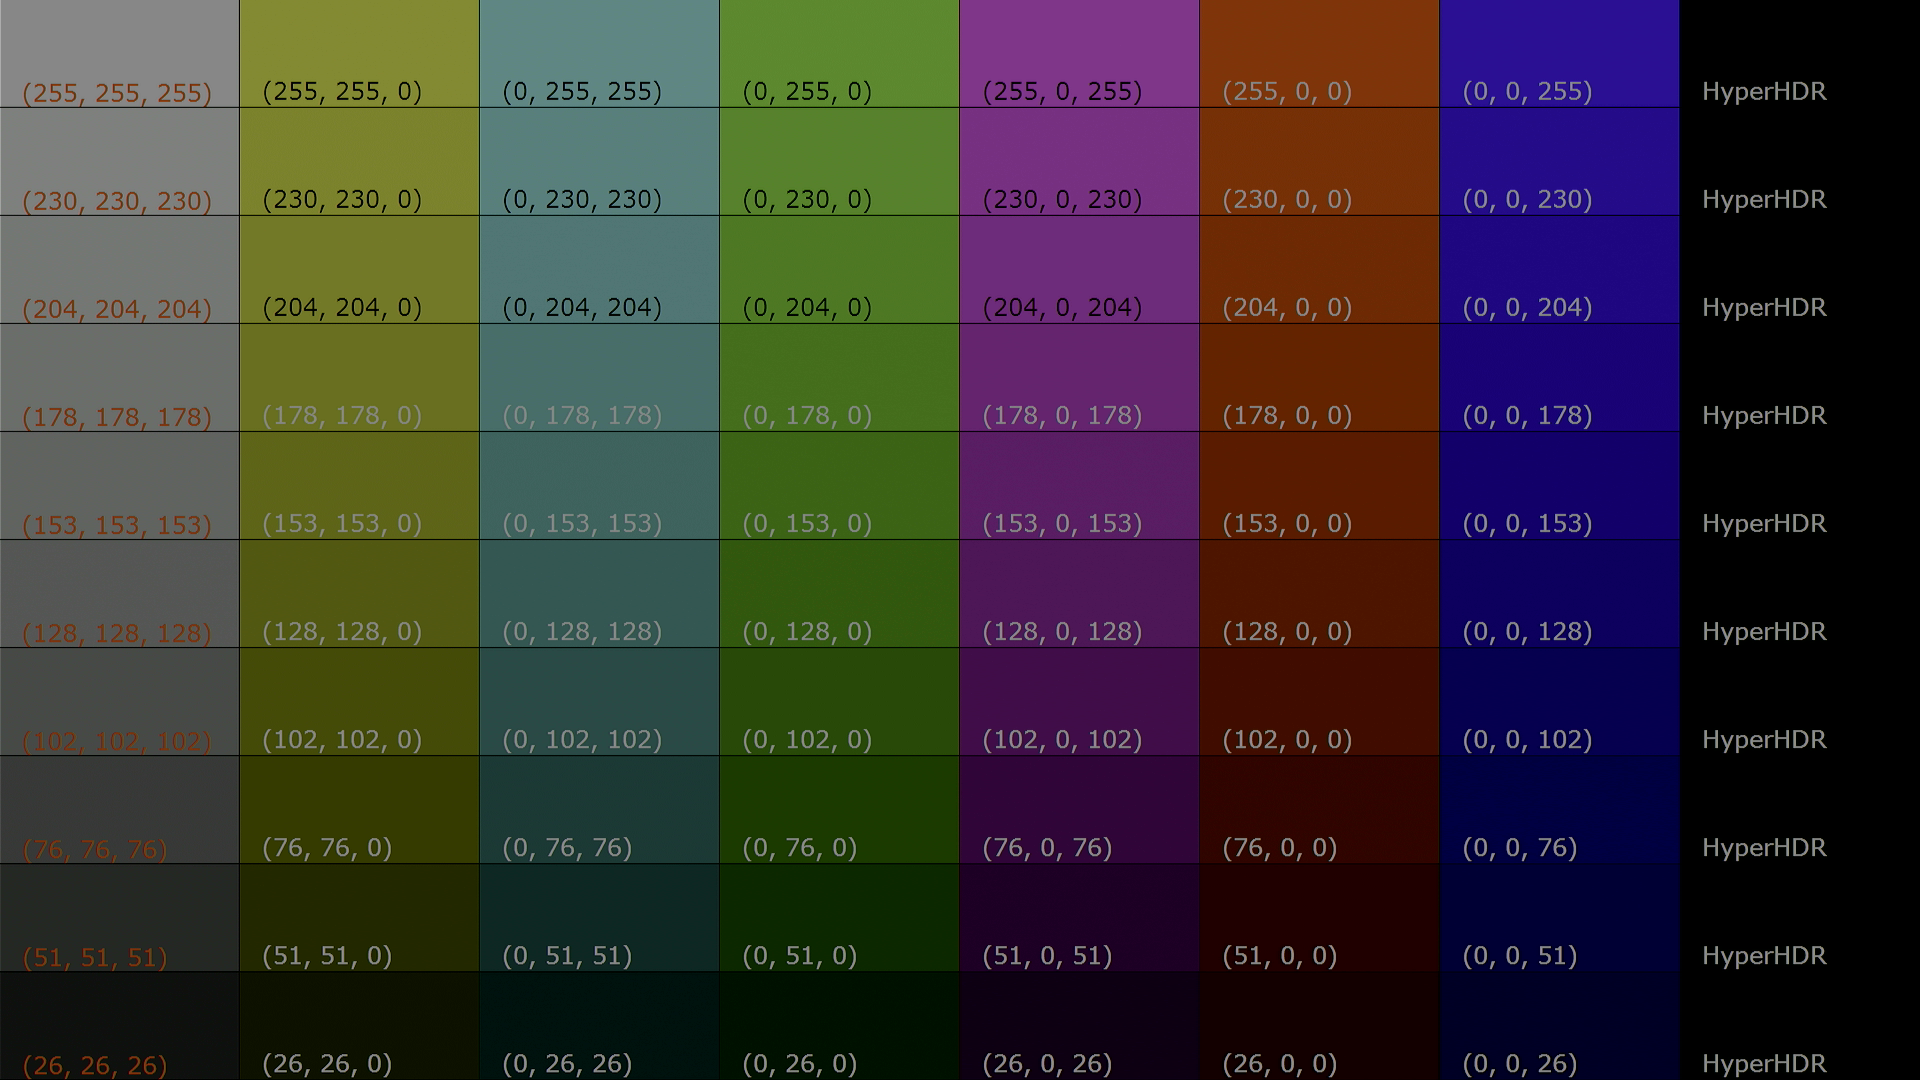 (255, 255, 255) (255, 255, 0) (0, 255, 255) (0, 255, 0) (255, 0, 255) (255, 0, 0) (0, 0, 255) HyperHDR
(230, 230, 230) (230, 230, 0) (0, 230, 230) (0, 230, 0) (230, 0, 230) (230, 0, 0) (0, 0, 230) HyperHDR
(204, 204, 204) (204, 204, 0) (0, 204, 204) (0, 204, 0) (204, 0, 204) (204, 0, 0) (0, 0, 204) HyperHDR
(178, 178, 178) (178, 178, 0) (0, 178, 178) (0, 178, 0) (178, 0, 178) (178, 0, 0) (0, 0, 178) HyperHDR
(153, 153, 153) (153, 153, 0) (0, 153, 153) (0, 153, 0) (153, 0, 153) (153, 0, 0) (0, 0, 153) HyperHDR
(128, 128, 128) (128, 128, 0) (0, 128, 128) (0, 128, 0) (128, 0, 128) (128, 0, 0) (0, 0, 128) HyperHDR
(102, 102, 102) (102, 102, 0) (0, 102, 102) (0, 102, 0) (102, 0, 102) (102, 0, 0) (0, 0, 102) HyperHDR
(76, 76, 76) (76, 76, 0) (0, 76, 76) (0, 76, 0) (76, 0, 76) (76, 0, 0) (0, 0, 76) HyperHDR
(51, 51, 51) (51, 51, 0) (0, 51, 51) (0, 51, 0) (51, 0, 51) (51, 0, 0) (0, 0, 51) HyperHDR
(26, 26, 26) (26, 26, 0) (0, 26, 26) (0, 26, 0) (26, 0, 26) (26, 0, 0) (0, 0, 26) HyperHDR